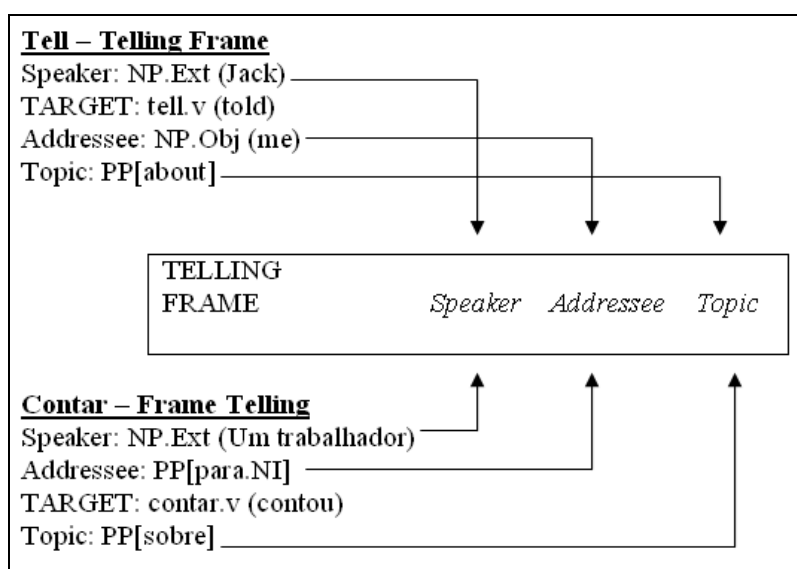 Tell – Telling Frame
Speaker: NP.Ext (Jack)
TARGET: tell.v (told)
Addressee: NP.Obj (me)
Topic: PP[about]
TELLING
FRAME Speaker Addressee Topic
Contar – Frame Telling
Speaker: NP.Ext (Um trabalhador)
Addressee: PP[para.NI]
TARGET: contar.v (contou)
Topic: PP[sobre]